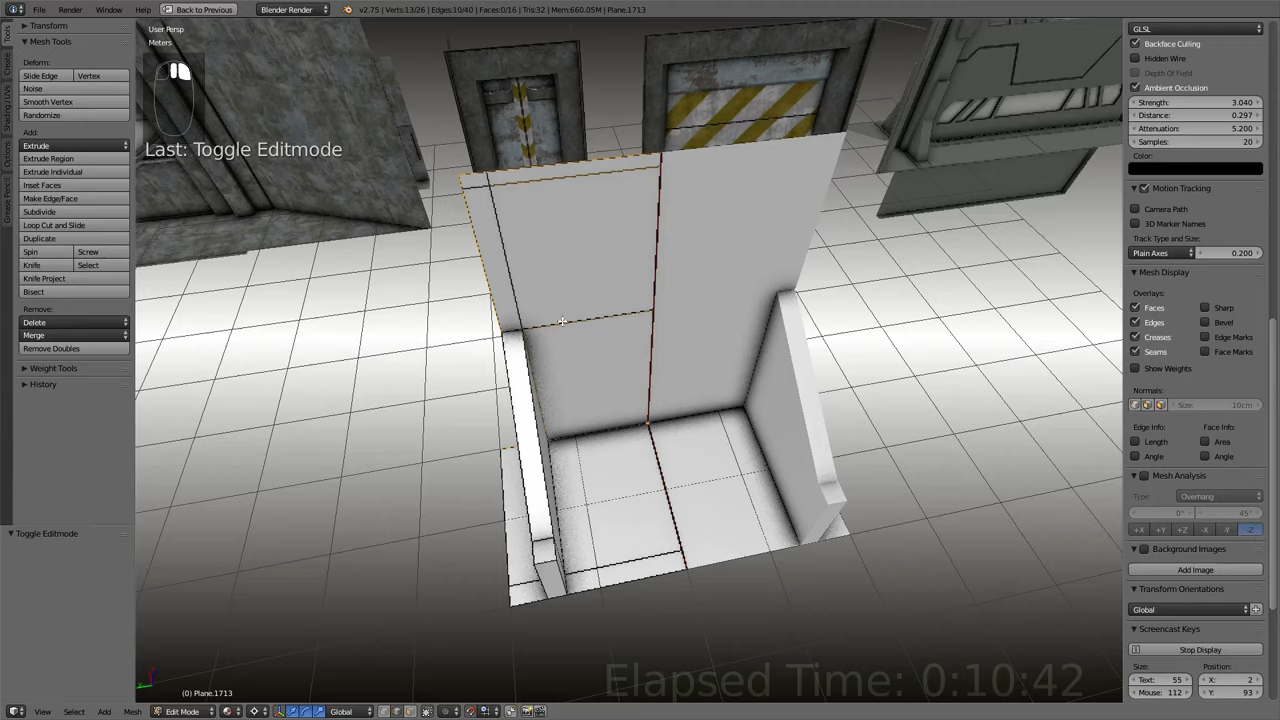 File
Render
Window
Help
Back to Previous
Blender Render
v2.75 | Verts:13/26 | Edges:10/40 | Faces:0/16 | Tris:32 | Mem:660.05M | Plane.1713
Tools
Create
Shading / UVs
Options
Grease Pencil
Transform
Mesh Tools
Deform:
Slide Edge
Vertex
Noise
Smooth Vertex
Randomize
Add:
Extrude
Extrude Region
Extrude Individual
Inset Faces
Make Edge/Face
Subdivide
Loop Cut and Slide
Duplicate
Spin
Screw
Knife
Select
Knife Project
Bisect
Remove:
Delete
Merge
Remove Doubles
Weight Tools
History
Toggle Editmode
User Persp
Meters
Last: Toggle Editmode
Elapsed Time: 0:10:42
(0) Plane.1713
GLSL
Backface Culling
Hidden Wire
Depth Of Field
Ambient Occlusion
Strength: 3.040
Distance: 0.297
Attenuation: 5.200
Samples: 20
Color:
Motion Tracking
Camera Path
3D Marker Names
Track Type and Size:
Plain Axes
0.200
Mesh Display
Overlays:
Faces
Sharp
Edges
Bevel
Creases
Edge Marks
Seams
Face Marks
Show Weights
Normals:
Size: 10cm
Edge Info:
Face Info:
Length
Area
Angle
Angle
Mesh Analysis
Type:
Overhang
0°
45°
+X
+Y
+Z
-X
-Y
-Z
Background Images
Add Image
Transform Orientations
Global
Screencast Keys
Stop Display
Size:
Position:
Text: 55
X: 2
Mouse: 112
Y: 93
View
Select
Add
Mesh
Edit Mode
Global